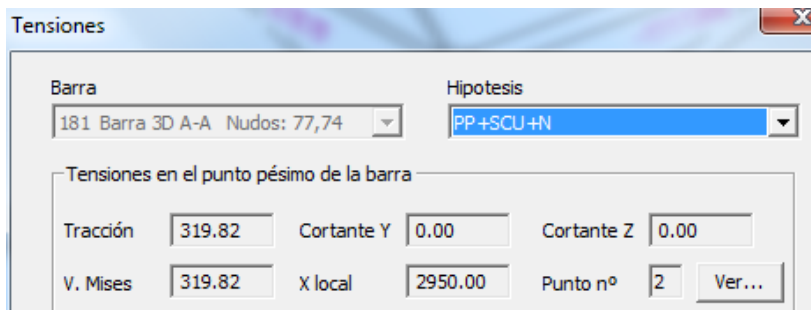 Tensiones
Barra Hipotesis
181 Barra 3D A-A Nudos: 77,74 PP+SCU+N
Tensiones en el punto pésimo de la barra
Tracción 319.82 Cortante Y 0.00 Cortante Z 0.00
V. Mises 319.82 X local 2950.00 Punto nº 2 Ver...